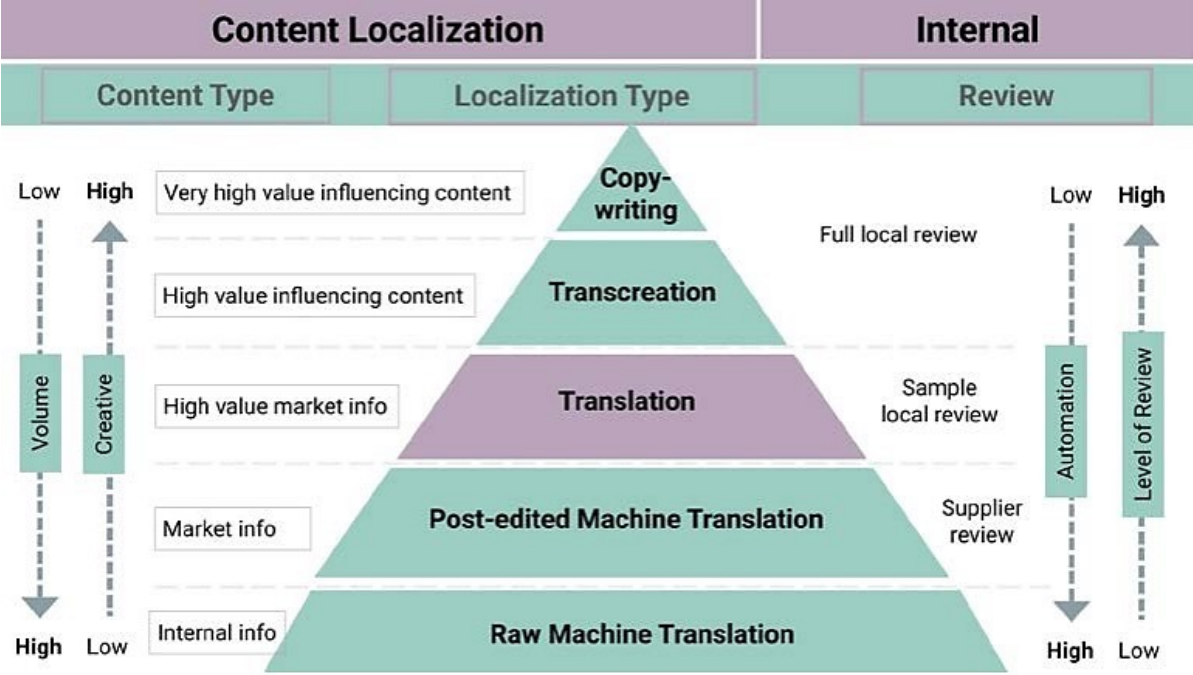 Content Localization
Internal
Content Type
Localization Type
Review
Low
High
Very high value influencing content
Copy-
writing
Full local review
Low
High
High value influencing content
Transcreation
Volume
Creative
High value market info
Translation
Sample
local review
Automation
Level of Review
Market info
Post-edited Machine Translation
Supplier
review
High
Low
Internal info
Raw Machine Translation
High
Low